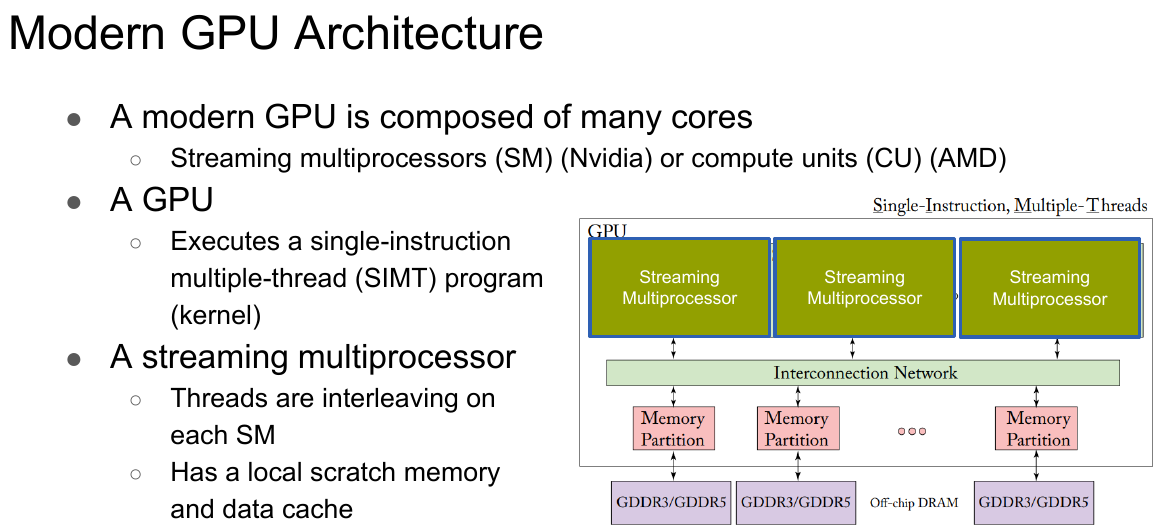 Modern GPU Architecture
● A modern GPU is composed of many cores
○ Streaming multiprocessors (SM) (Nvidia) or compute units (CU) (AMD)
● A GPU
○ Executes a single-instruction
multiple-thread (SIMT) program
(kernel)
● A streaming multiprocessor
○ Threads are interleaving on
each SM
○ Has a local scratch memory
and data cache
Single-Instruction, Multiple-Threads
GPU
Streaming
Multiprocessor
Streaming
Multiprocessor
Streaming
Multiprocessor
Interconnection Network
Memory
Partition
Memory
Partition
Memory
Partition
GDDR3/GDDR5
GDDR3/GDDR5
Off-chip DRAM
GDDR3/GDDR5